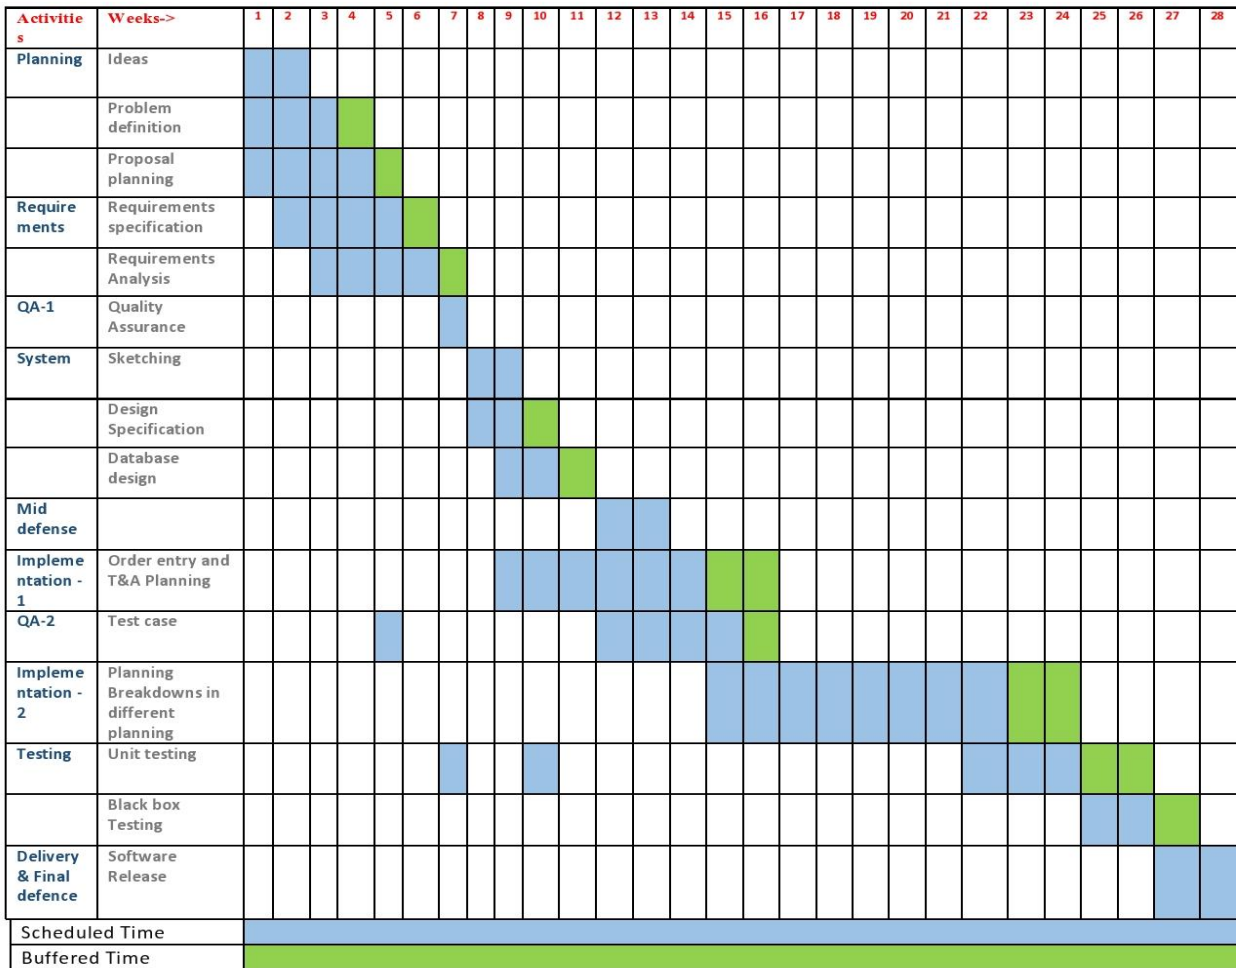 Activitie
s
Weeks->
1 2 3 4 5 6 7 8 9 10 11 12 13 14 15 16 17 18 19 20 21 22 23 24 25 26 27 28
Planning
Ideas
Problem
definition
Proposal
planning
Require
ments
Requirements
specification
Requirements
Analysis
QA-1
Quality
Assurance
System
Sketching
Design
Specification
Database
design
Mid
defense
Impleme
ntation -
1
Order entry and
T&A Planning
QA-2
Test case
Impleme
ntation -
2
Planning
Breakdowns in
different
planning
Testing
Unit testing
Black box
Testing
Delivery
& Final
defence
Software
Release
Scheduled Time
Buffered Time